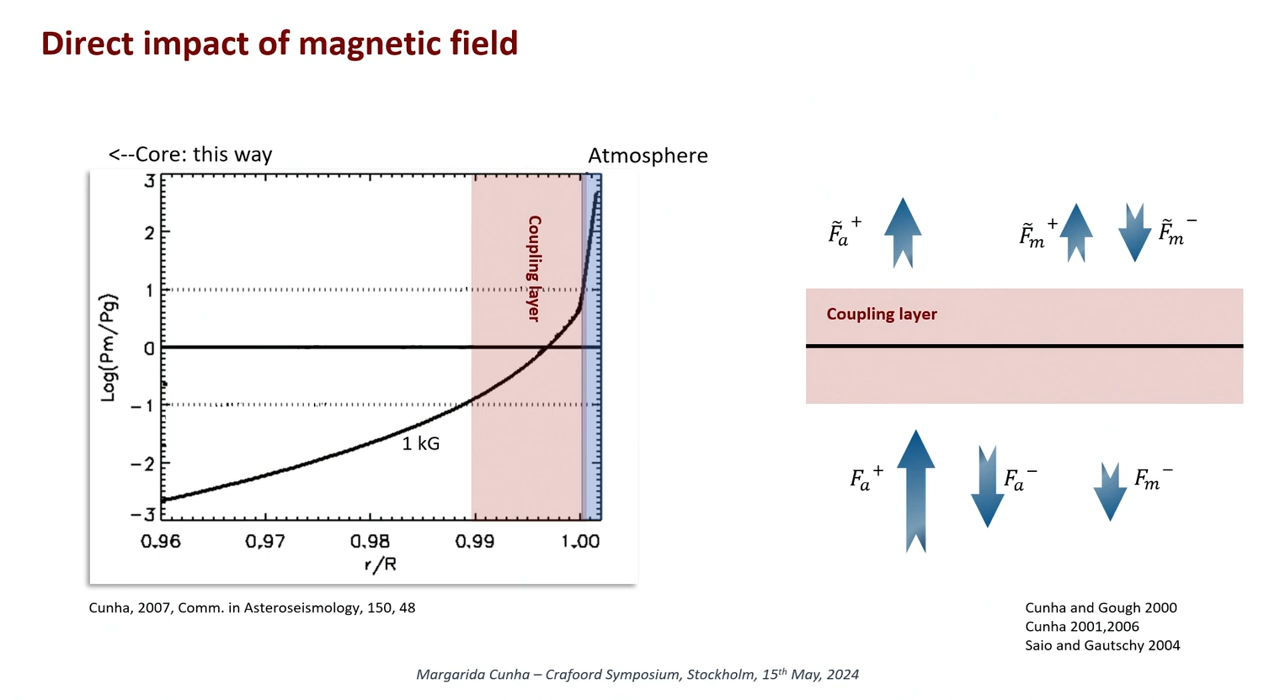 Direct impact of magnetic field
<--Core: this way
Atmosphere
3
2
1
0
−1
−2
−3
Log(Pm/Pg)
Coupling layer
1 kG
0.96 0.97 0.98 0.99 1.00
r/R
Cunha, 2007, Comm. in Asteroseismology, 150, 48
F̃ₐ⁺
F̃ₘ⁺
F̃ₘ⁻
Coupling layer
Fₐ⁺
Fₐ⁻
Fₘ⁻
Cunha and Gough 2000
Cunha 2001,2006
Saio and Gautschy 2004
Margarida Cunha – Crafoord Symposium, Stockholm, 15th May, 2024